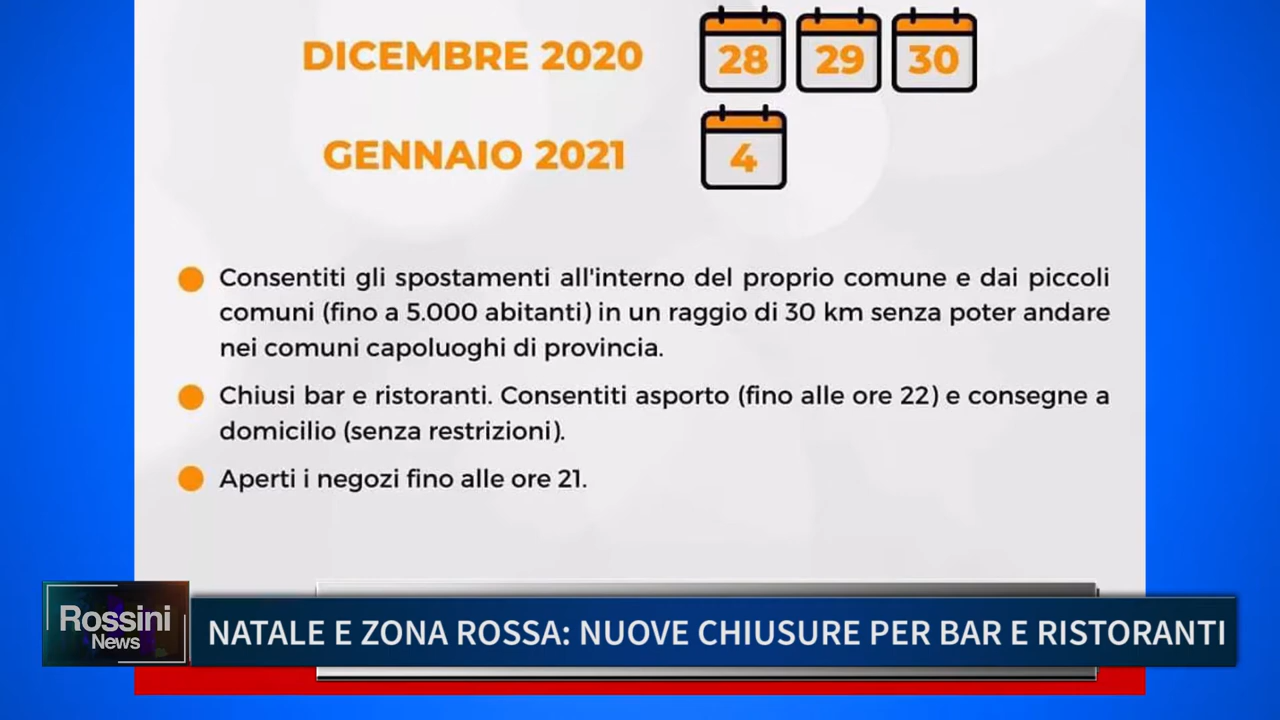 DICEMBRE 2020 28 29 30
GENNAIO 2021 4
Consentiti gli spostamenti all'interno del proprio comune e dai piccoli
comuni (fino a 5.000 abitanti) in un raggio di 30 km senza poter andare
nei comuni capoluoghi di provincia.
Chiusi bar e ristoranti. Consentiti asporto (fino alle ore 22) e consegne a
domicilio (senza restrizioni).
Aperti i negozi fino alle ore 21.
Rossini
News
NATALE E ZONA ROSSA: NUOVE CHIUSURE PER BAR E RISTORANTI